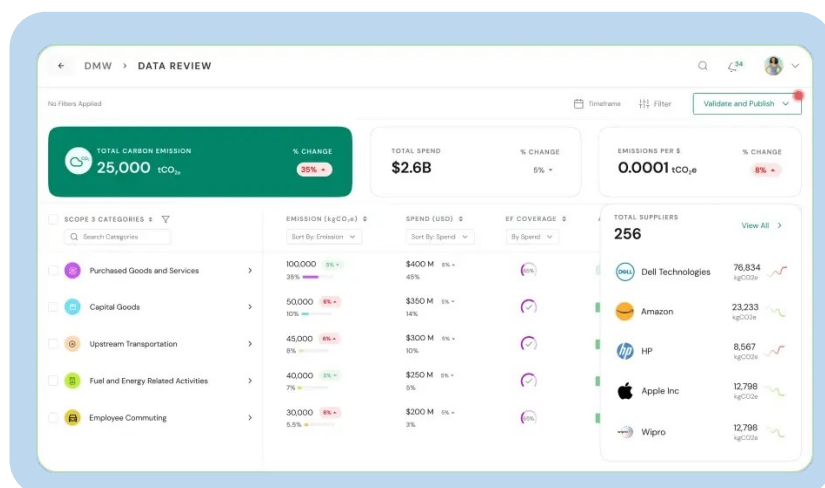 DMW > DATA REVIEW
34
No Filters Applied
Timeframe
Filter
Validate and Publish
TOTAL CARBON EMISSION
25,000 tCO₂ₑ
% CHANGE
35%
TOTAL SPEND
$2.6B
% CHANGE
5%
EMISSIONS PER $
0.0001 tCO₂e
% CHANGE
8%
SCOPE 3 CATEGORIES
Search Categories
EMISSION (kgCO₂e)
Sort By: Emission
SPEND (USD)
Sort By: Spend
EF COVERAGE
By Spend
Purchased Goods and Services
100,000 5%
35%
$400 M 5%
45%
65%
Capital Goods
50,000 6%
10%
$350 M 5%
14%
Upstream Transportation
45,000 6%
8%
$300 M 5%
10%
Fuel and Energy Related Activities
40,000 5%
7%
$250 M 5%
5%
Employee Commuting
30,000 6%
5.5%
$200 M 5%
3%
65%
TOTAL SUPPLIERS
256
View All >
DELL
Dell Technologies
76,834
kgCO2e
Amazon
23,233
kgCO2e
hp
HP
8,567
kgCO2e
Apple Inc
12,798
kgCO2e
Wipro
12,798
kgCO2e